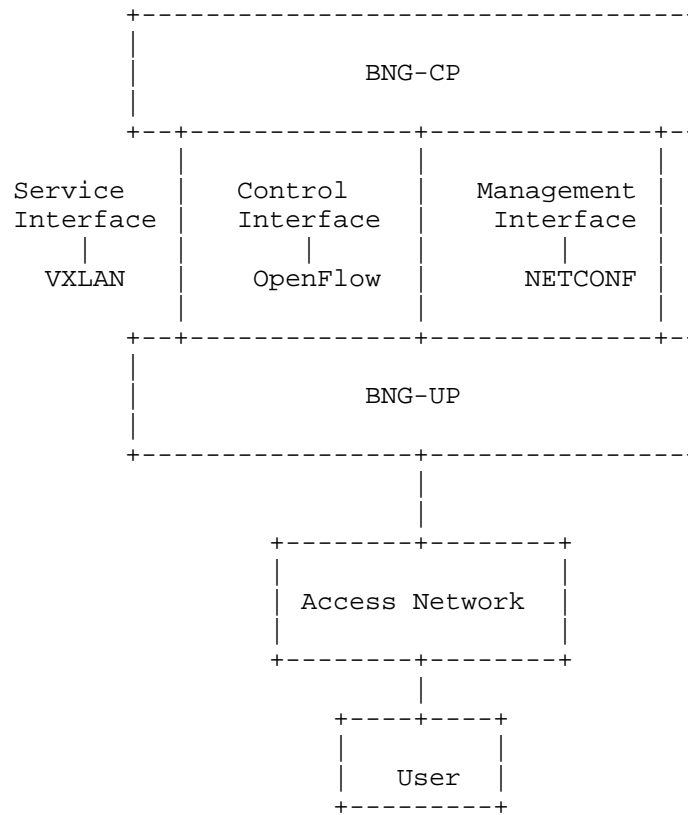 BNG-CP
Service Control Management
Interface Interface Interface
VXLAN OpenFlow NETCONF
BNG-UP
Access Network
User